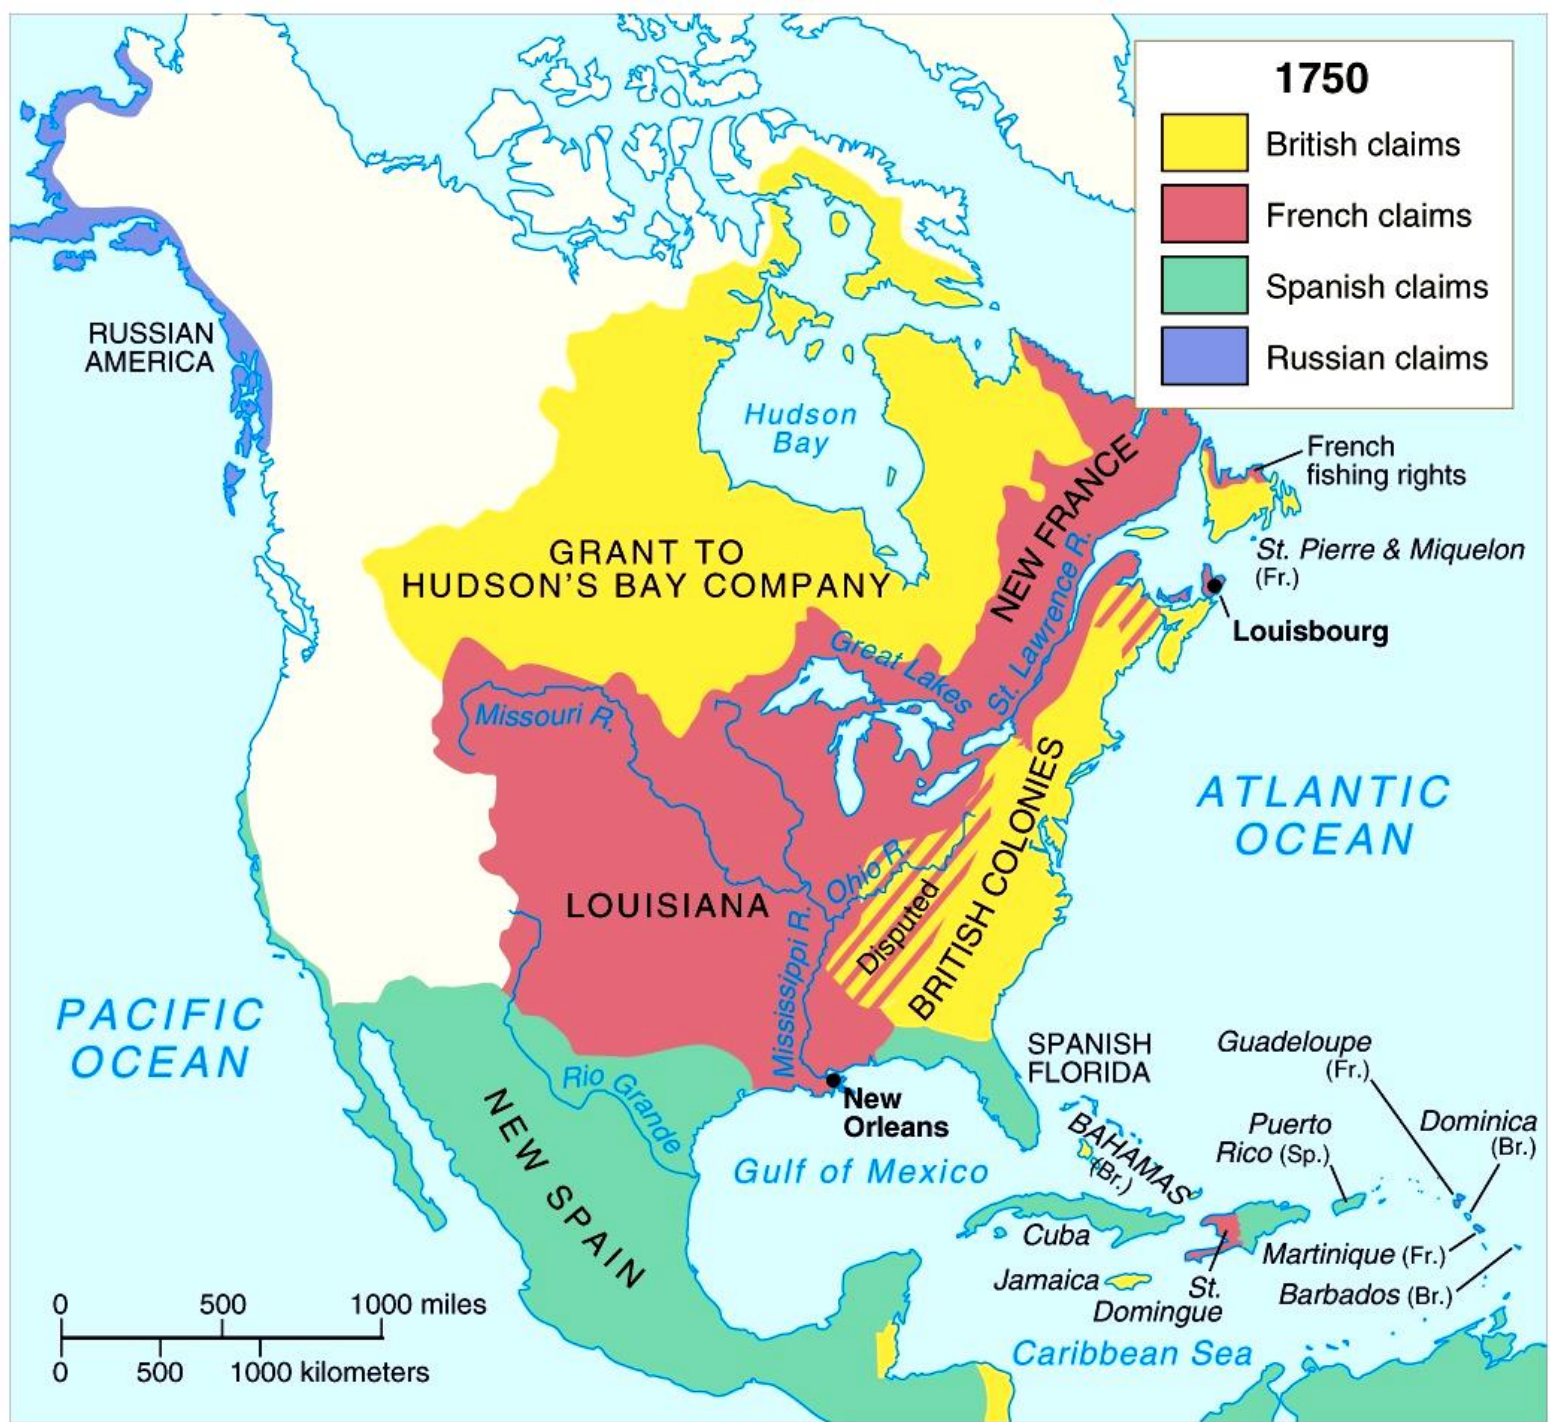 1750
British claims
French claims
Spanish claims
Russian claims
RUSSIAN
AMERICA
Hudson
Bay
French
fishing rights
NEW FRANCE
St. Pierre & Miquelon
(Fr.)
GRANT TO
HUDSON'S BAY COMPANY
Louisbourg
Great Lakes
St. Lawrence R.
Missouri R.
ATLANTIC
OCEAN
BRITISH COLONIES
Ohio R.
Disputed
LOUISIANA
Mississippi R.
PACIFIC
OCEAN
SPANISH
FLORIDA
Guadeloupe
(Fr.)
Rio Grande
New
Orleans
NEW SPAIN
BAHAMAS
(Br.)
Puerto
Rico (Sp.)
Dominica
(Br.)
Gulf of Mexico
Cuba
Martinique (Fr.)
Jamaica
St.
Domingue
Barbados (Br.)
Caribbean Sea
0 500 1000 miles
0 500 1000 kilometers